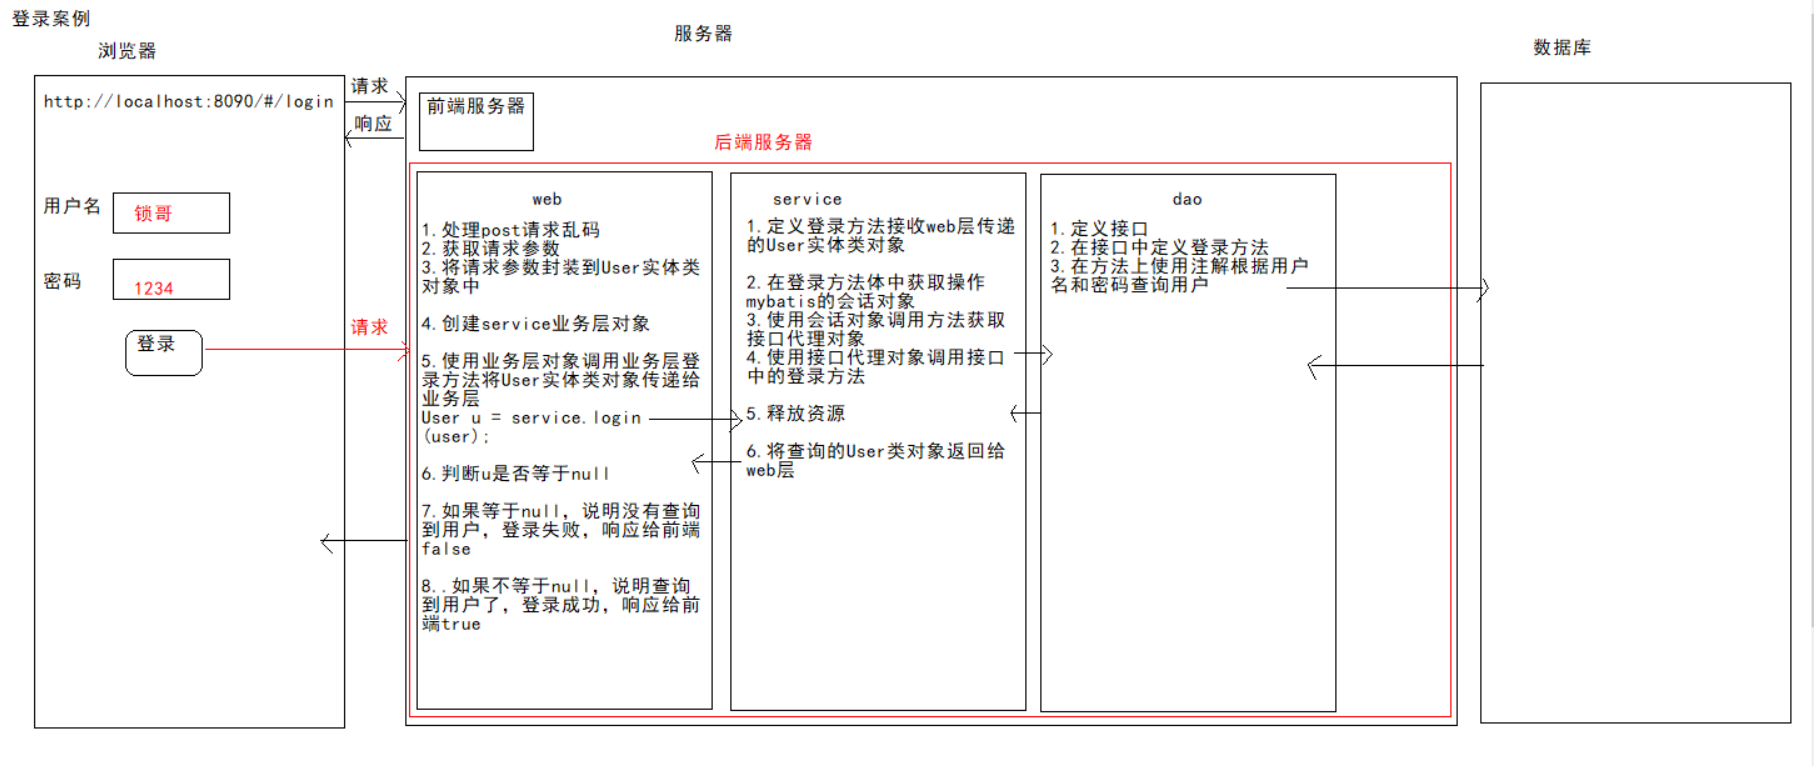 登录案例
浏览器
服务器
数据库
http://localhost:8090/#/login
请求
响应
前端服务器
后端服务器
用户名
锁哥
密码
1234
登录
请求
web
1.处理post请求乱码
2.获取请求参数
3.将请求参数封装到User实体类
对象中
4.创建service业务层对象
5.使用业务层对象调用业务层登
录方法将User实体类对象传递给
业务层
User u = service.login
(user);
6.判断u是否等于null
7.如果等于null，说明没有查询
到用户，登录失败，响应给前端
false
8..如果不等于null，说明查询
到用户了，登录成功，响应给前
端true
service
1.定义登录方法接收web层传递
的User实体类对象
2.在登录方法体中获取操作
mybatis的会话对象
3.使用会话对象调用方法获取
接口代理对象
4.使用接口代理对象调用接口
中的登录方法
5.释放资源
6.将查询的User类对象返回给
web层
dao
1.定义接口
2.在接口中定义登录方法
3.在方法上使用注解根据用户
名和密码查询用户